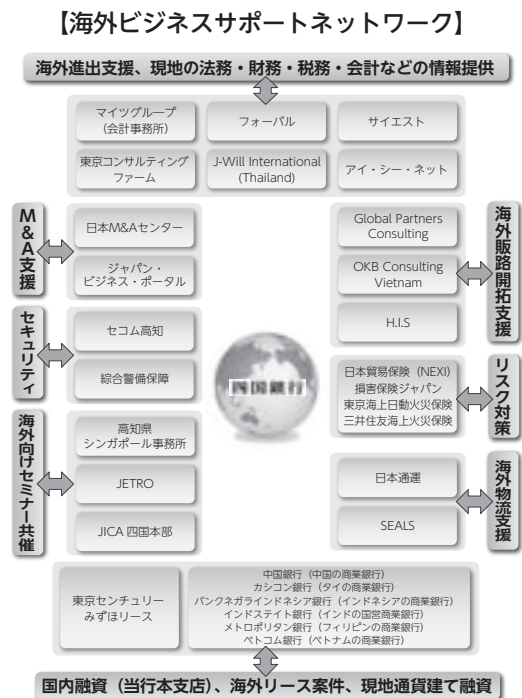 【海外ビジネスサポートネットワーク】
海外進出支援、現地の法務・財務・税務・会計などの情報提供
マイツグループ
(会計事務所)
フォーバル
サイエスト
東京コンサルティング
ファーム
J-Will International
(Thailand)
アイ・シー・ネット
M&A支援
日本M&Aセンター
ジャパン・
ビジネス・ポータル
Global Partners
Consulting
OKB Consulting
Vietnam
H.I.S
海外販路開拓支援
セキュリティ
セコム高知
綜合警備保障
四国銀行
日本貿易保険（NEXI）
損害保険ジャパン
東京海上日動火災保険
三井住友海上火災保険
リスク対策
海外向けセミナー共催
高知県
シンガポール事務所
JETRO
JICA 四国本部
日本通運
SEALS
海外物流支援
東京センチュリー
みずほリース
中国銀行（中国の商業銀行）
カシコン銀行（タイの商業銀行）
バンクネガラインドネシア銀行（インドネシアの商業銀行）
インドステイト銀行（インドの国営商業銀行）
メトロポリタン銀行（フィリピンの商業銀行）
ベトコム銀行（ベトナムの商業銀行）
国内融資（当行本支店）、海外リース案件、現地通貨建て融資